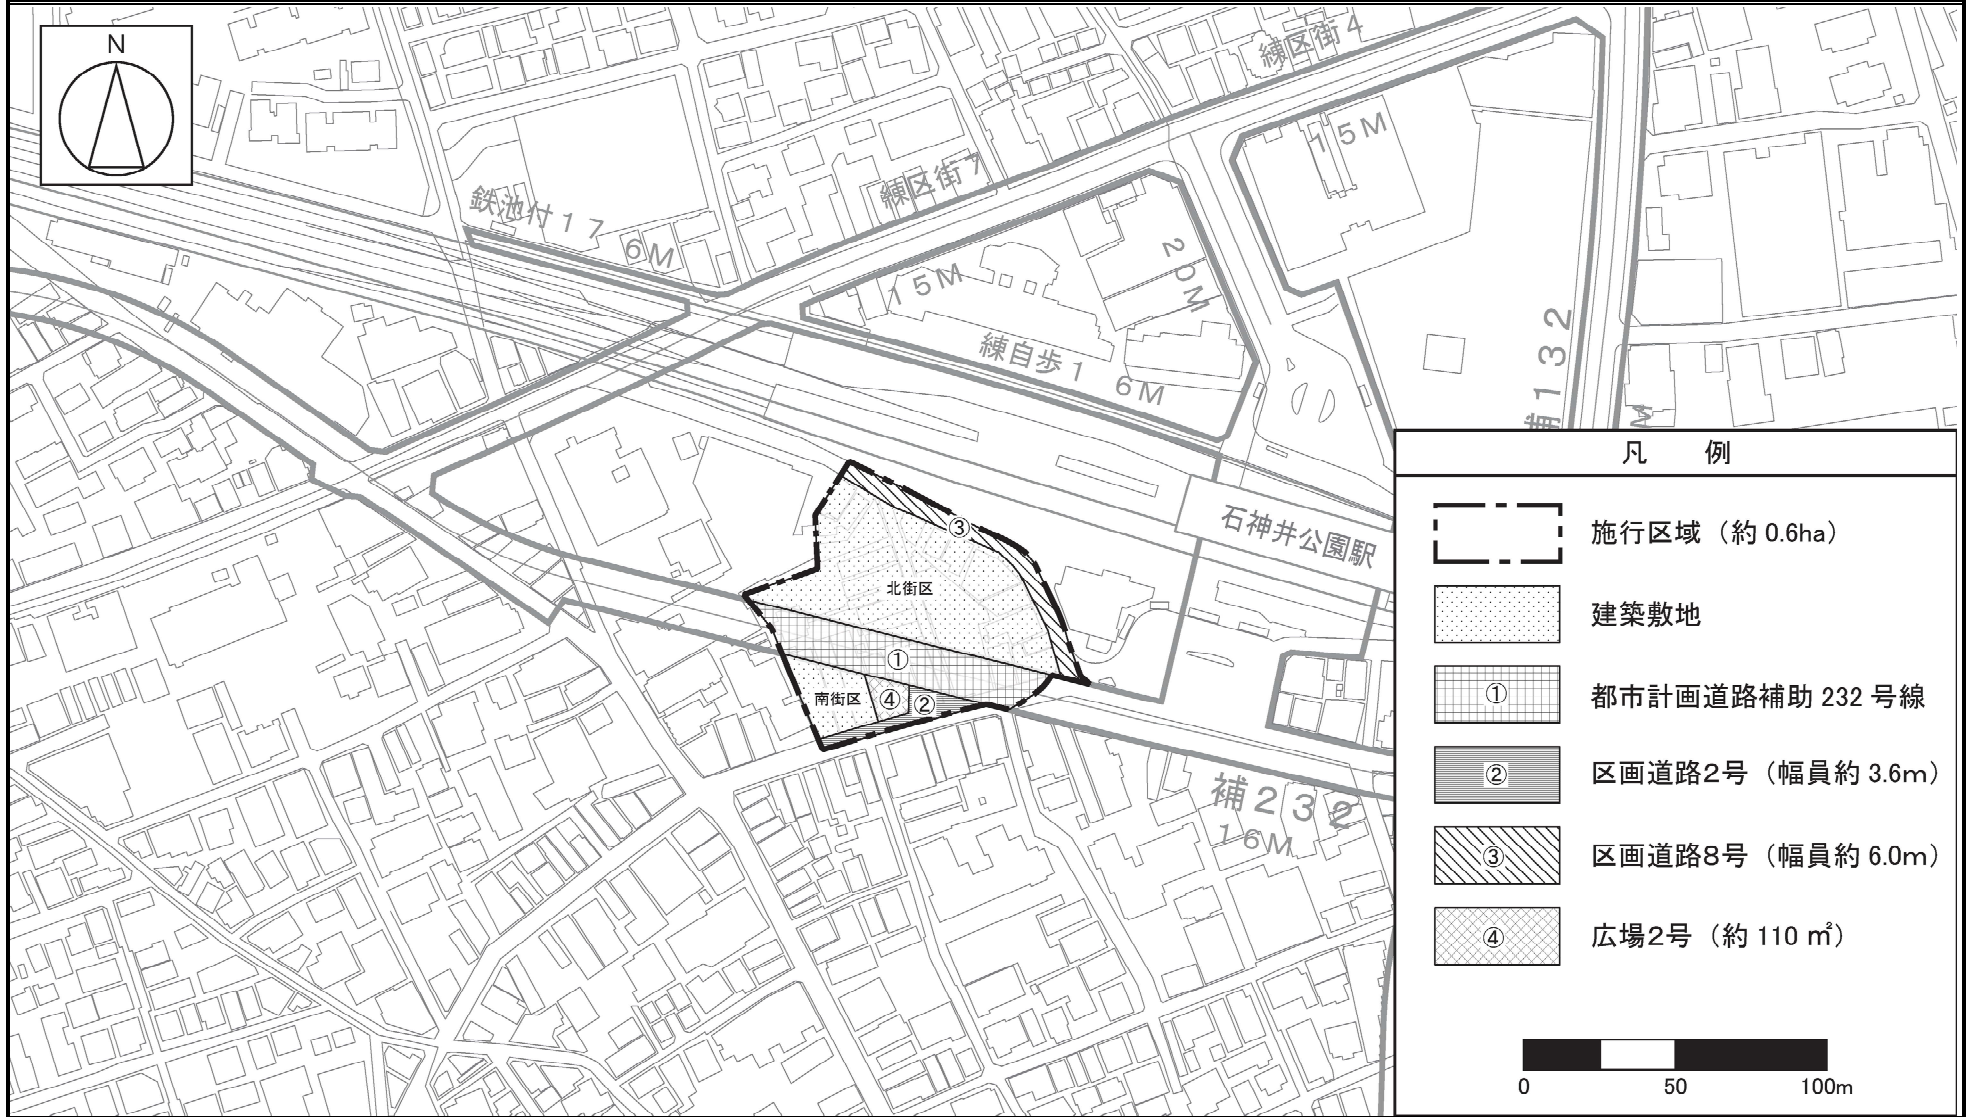 N
練区街４
１５Ｍ
練区街７
鉄池付１７ ６Ｍ
２０Ｍ
１５Ｍ
練自歩１ ６Ｍ
補１３２
Ｍ
石神井公園駅
③
北街区
①
南街区
④
②
補２３２
１６Ｍ
凡 例
施行区域（約 0.6ha）
建築敷地
① 都市計画道路補助 232 号線
② 区画道路２号（幅員約 3.6ｍ）
③ 区画道路８号（幅員約 6.0ｍ）
④ 広場２号（約 110 ㎡）
0 50 100m